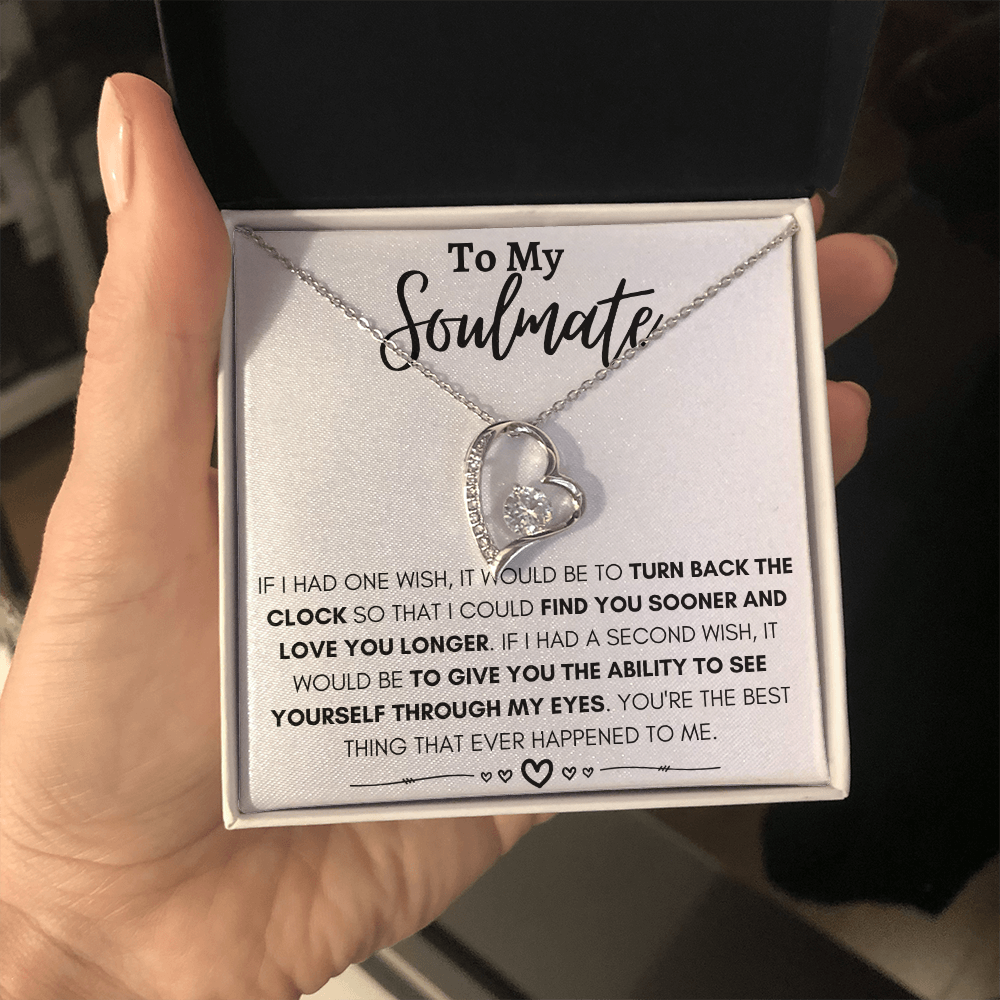 To My
Soulmate
IF I HAD ONE WISH, IT WOULD BE TO TURN BACK THE
CLOCK SO THAT I COULD FIND YOU SOONER AND
LOVE YOU LONGER. IF I HAD A SECOND WISH, IT
WOULD BE TO GIVE YOU THE ABILITY TO SEE
YOURSELF THROUGH MY EYES. YOU'RE THE BEST
THING THAT EVER HAPPENED TO ME.